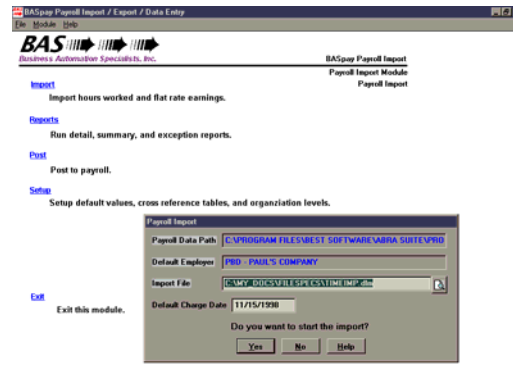 BASpay Payroll Import / Export / Data Entry
File Module Help
BAS
Business Automation Specialists, Inc.
BASpay Payroll Import
Payroll Import Module
Payroll Import
Import
Import hours worked and flat rate earnings.
Reports
Run detail, summary, and exception reports.
Post
Post to payroll.
Setup
Setup default values, cross reference tables, and organziation levels.
Payroll Import
Payroll Data Path C:\PROGRAM FILES\BEST SOFTWARE\ABRA SUITE\PRO
Default Employer PBD - PAUL'S COMPANY
Import File C:\MY_DOCS\FILESPECS\TIMEIMP.dlm
Default Charge Date 11/15/1998
Do you want to start the import?
Yes No Help
Exit
Exit this module.